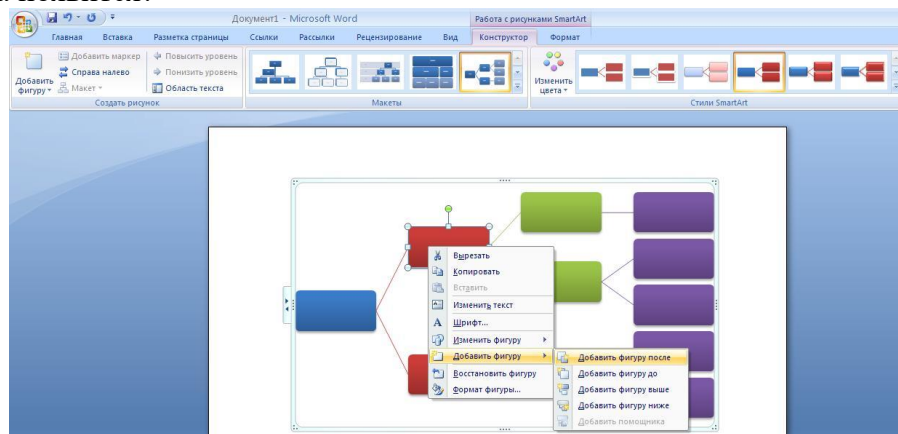 Документ1 - Microsoft Word
Работа с рисунками SmartArt
Главная Вставка Разметка страницы Ссылки Рассылки Рецензирование Вид Конструктор Формат
Добавить фигуру
Добавить маркер
Справа налево
Макет
Повысить уровень
Понизить уровень
Область текста
Создать рисунок
Макеты
Изменить цвета
Стили SmartArt
Вырезать
Копировать
Вставить
Изменить текст
Шрифт...
Изменить фигуру
Добавить фигуру
Восстановить фигуру
Формат фигуры...
Добавить фигуру после
Добавить фигуру до
Добавить фигуру выше
Добавить фигуру ниже
Добавить помощника